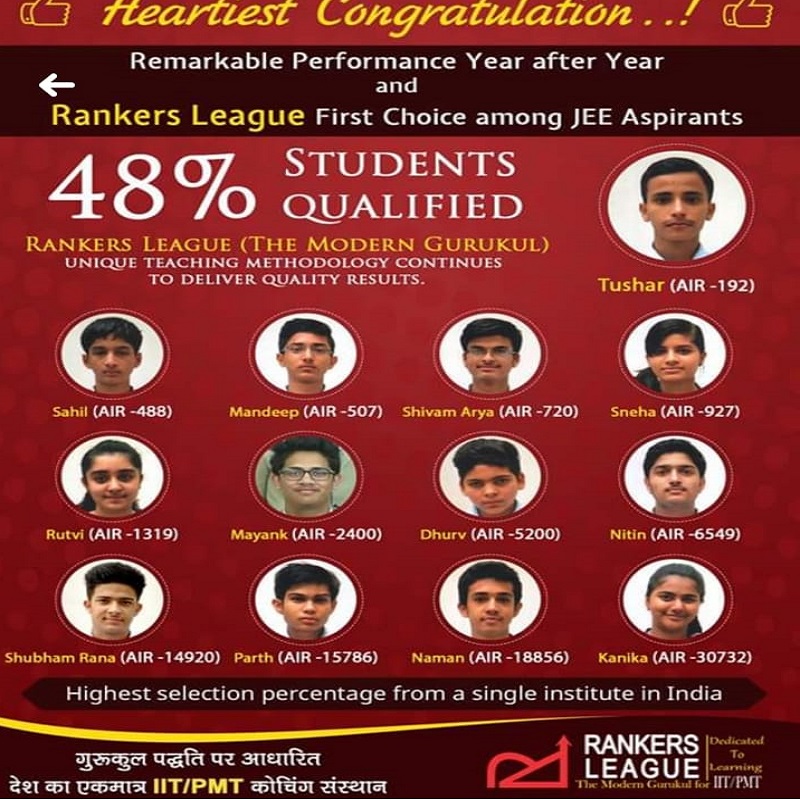 Heartiest Congratulation . . !
Remarkable Performance Year after Year
and
Rankers League First Choice among JEE Aspirants
48% STUDENTS QUALIFIED
RANKERS LEAGUE (THE MODERN GURUKUL)
UNIQUE TEACHING METHODOLOGY CONTINUES
TO DELIVER QUALITY RESULTS.
Tushar (AIR -192)
Sahil (AIR -488) Mandeep (AIR -507) Shivam Arya (AIR -720) Sneha (AIR -927)
Rutvi (AIR -1319) Mayank (AIR -2400) Dhurv (AIR -5200) Nitin (AIR -6549)
Shubham Rana (AIR -14920) Parth (AIR -15786) Naman (AIR -18856) Kanika (AIR -30732)
Highest selection percentage from a single institute in India
गुरूकुल पद्धति पर आधारित
देश का एकमात्र IIT/PMT कोचिंग संस्थान
RANKERS
LEAGUE
The Modern Gurukul for IIT/PMT
Dedicated
To
Learning